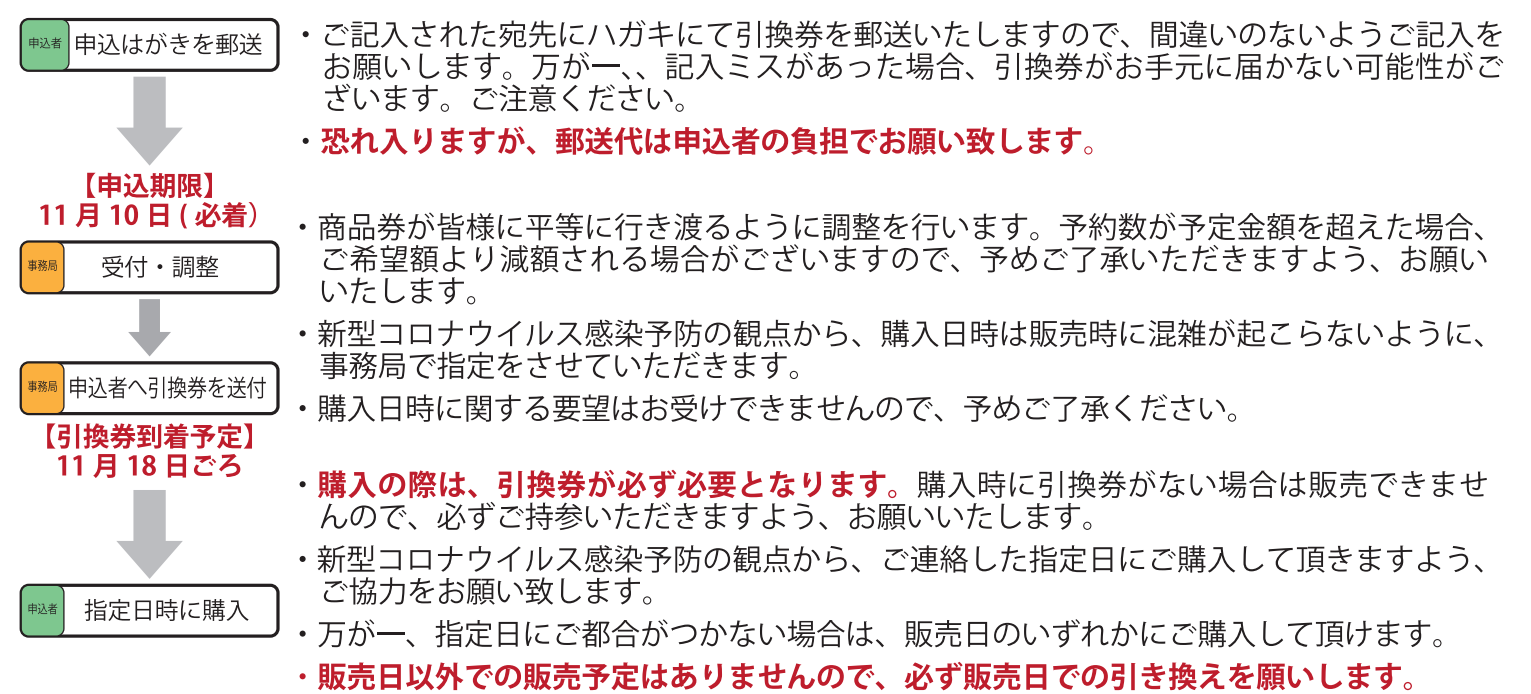 申込者 申込はがきを郵送
・ご記入された宛先にハガキにて引換券を郵送いたしますので、間違いのないようご記入を
お願いします。万が一、、記入ミスがあった場合、引換券がお手元に届かない可能性がご
ざいます。ご注意ください。
・恐れ入りますが、郵送代は申込者の負担でお願い致します。
【申込期限】
11 月 10 日 ( 必着）
事務局 受付・調整
・商品券が皆様に平等に行き渡るように調整を行います。予約数が予定金額を超えた場合、
ご希望額より減額される場合がございますので、予めご了承いただきますよう、お願い
いたします。
・新型コロナウイルス感染予防の観点から、購入日時は販売時に混雑が起こらないように、
事務局で指定をさせていただきます。
事務局 申込者へ引換券を送付
・購入日時に関する要望はお受けできませんので、予めご了承ください。
【引換券到着予定】
11 月 18 日ごろ
・購入の際は、引換券が必ず必要となります。購入時に引換券がない場合は販売できませ
んので、必ずご持参いただきますよう、お願いいたします。
・新型コロナウイルス感染予防の観点から、ご連絡した指定日にご購入して頂きますよう、
ご協力をお願い致します。
申込者 指定日時に購入
・万が一、指定日にご都合がつかない場合は、販売日のいずれかにご購入して頂けます。
・販売日以外での販売予定はありませんので、必ず販売日での引き換えを願いします。